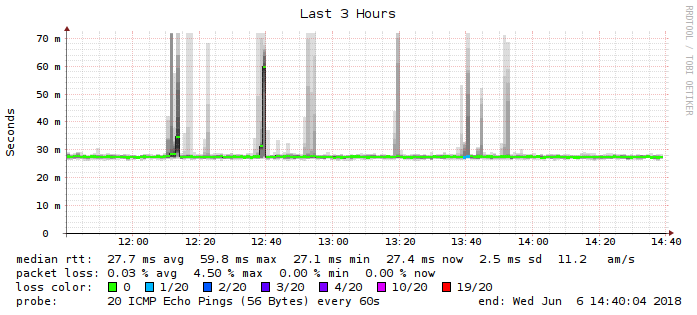 Last 3 Hours
RRDTOOL / TOBI OETIKER
Seconds
70 m
60 m
50 m
40 m
30 m
20 m
10 m
0
12:00 12:20 12:40 13:00 13:20 13:40 14:00 14:20 14:40
median rtt: 27.7 ms avg 59.8 ms max 27.1 ms min 27.4 ms now 2.5 ms sd 11.2 am/s
packet loss: 0.03 % avg 4.50 % max 0.00 % min 0.00 % now
loss color: 0 1/20 2/20 3/20 4/20 10/20 19/20
probe: 20 ICMP Echo Pings (56 Bytes) every 60s end: Wed Jun 6 14:40:04 2018